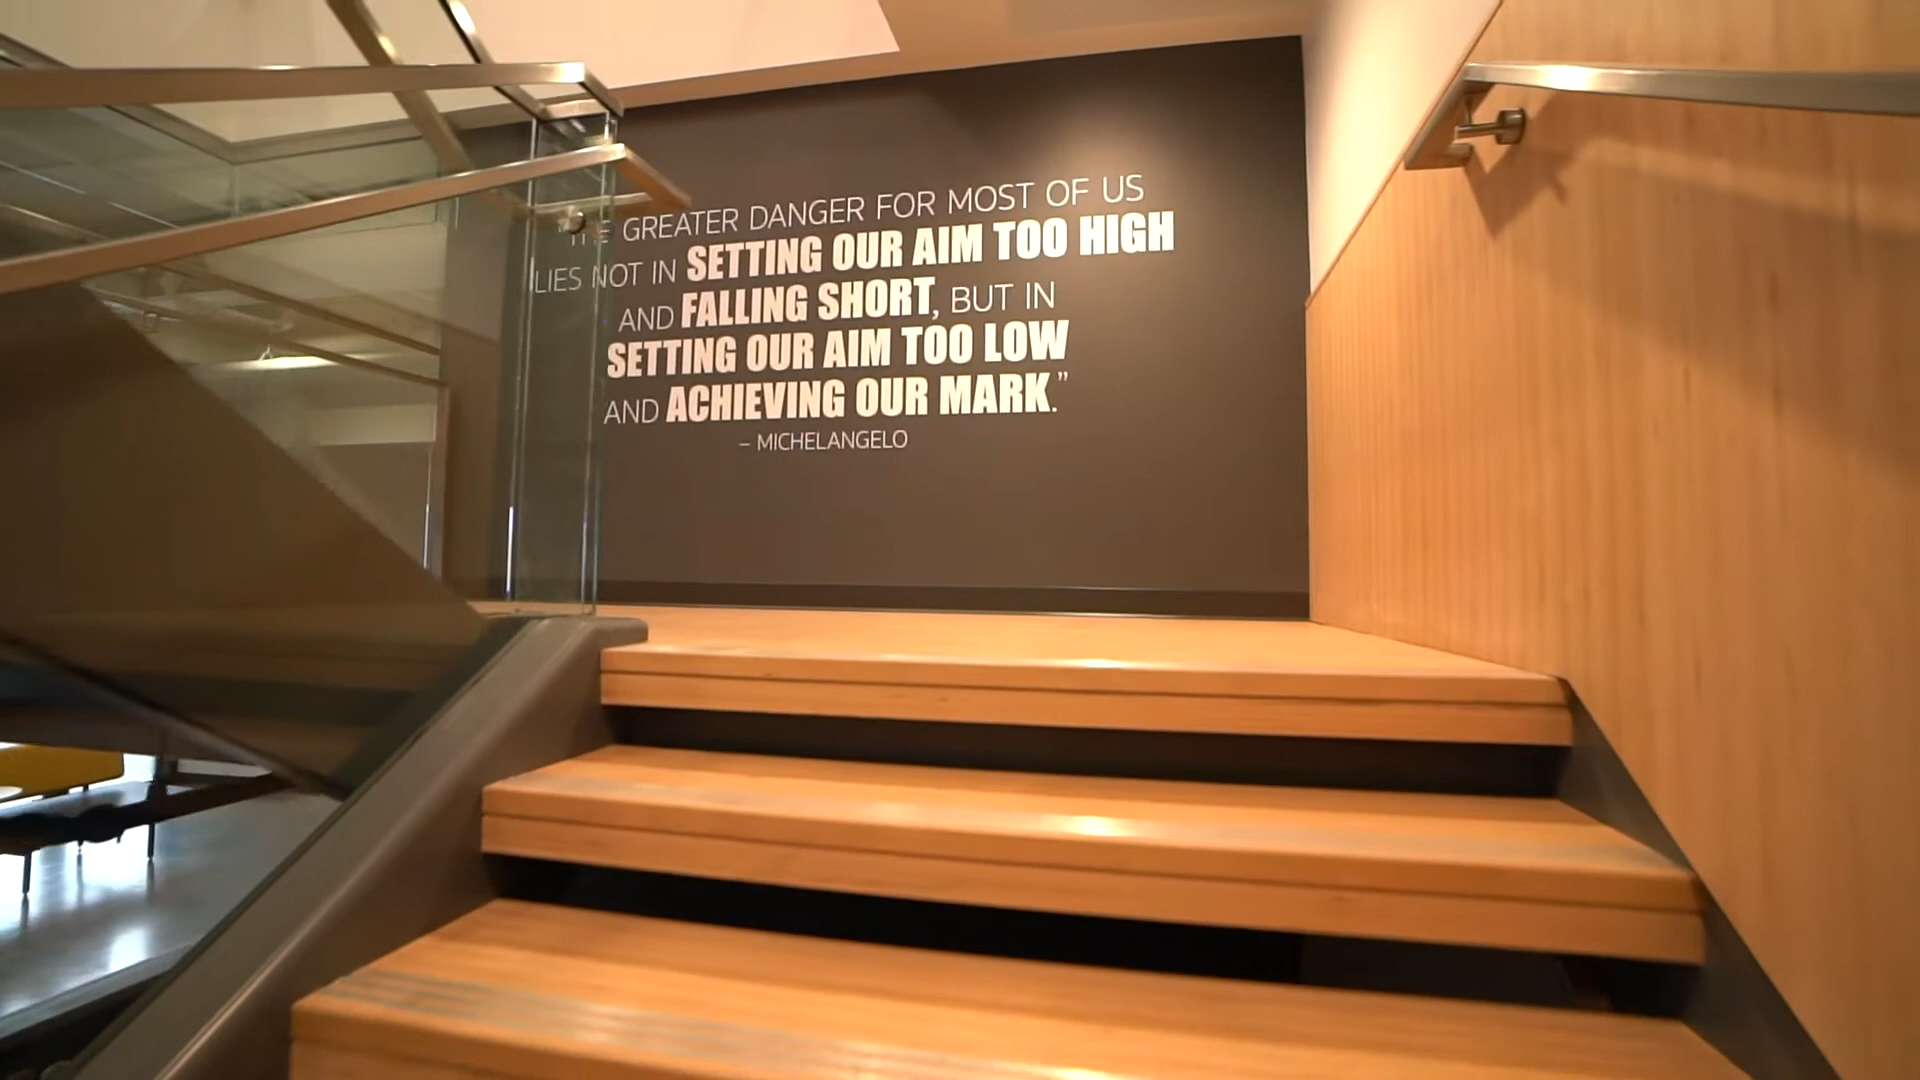 "THE GREATER DANGER FOR MOST OF US
LIES NOT IN SETTING OUR AIM TOO HIGH
AND FALLING SHORT, BUT IN
SETTING OUR AIM TOO LOW
AND ACHIEVING OUR MARK.”
– MICHELANGELO